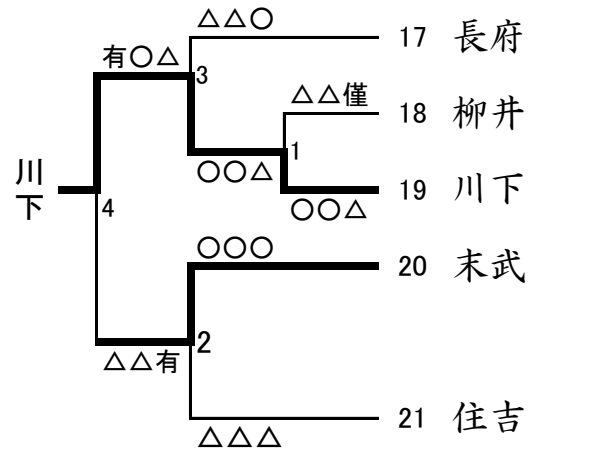 △△○
17 長府
有○△
3
△△僅
18 柳井
1
○○△
川下
19 川下
4
○○△
○○○
20 末武
2
△△有
21 住吉
△△△